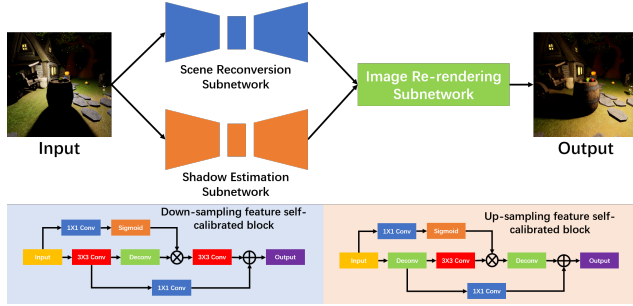 Scene Reconversion
Subnetwork
Image Re-rendering
Subnetwork
Input
Output
Shadow Estimation
Subnetwork
Down-sampling feature self-
calibrated block
1X1 Conv
Sigmoid
Input
3X3 Conv
Deconv
3X3 Conv
Output
1X1 Conv
Up-sampling feature self-
calibrated block
1X1 Conv
Sigmoid
Input
Deconv
3X3 Conv
Deconv
Output
1X1 Conv